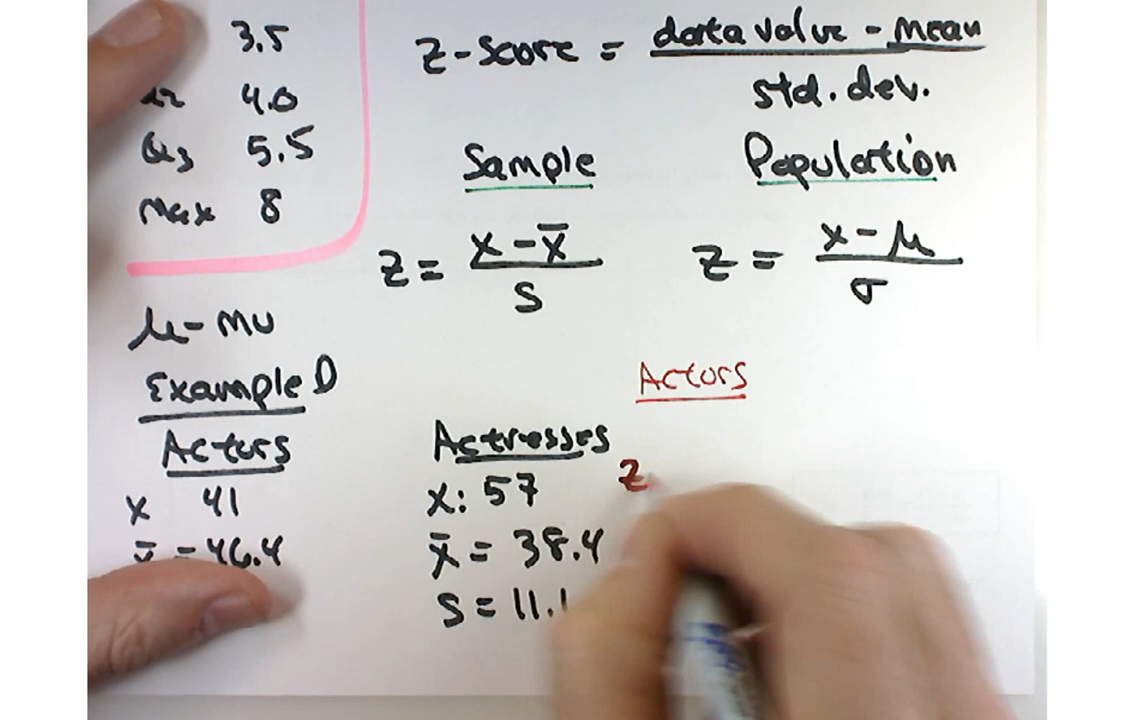 3.5
4.0
Q3 5.5
Max 8
z-score = data value - mean
std. dev.
Sample
Population
z = x - x̄
s
z = x - μ
σ
μ - mu
Example D
Actors
Actors
x 41
x̄ = 46.4
Actresses
x: 57
x̄ = 38.4
s = 11.1
z